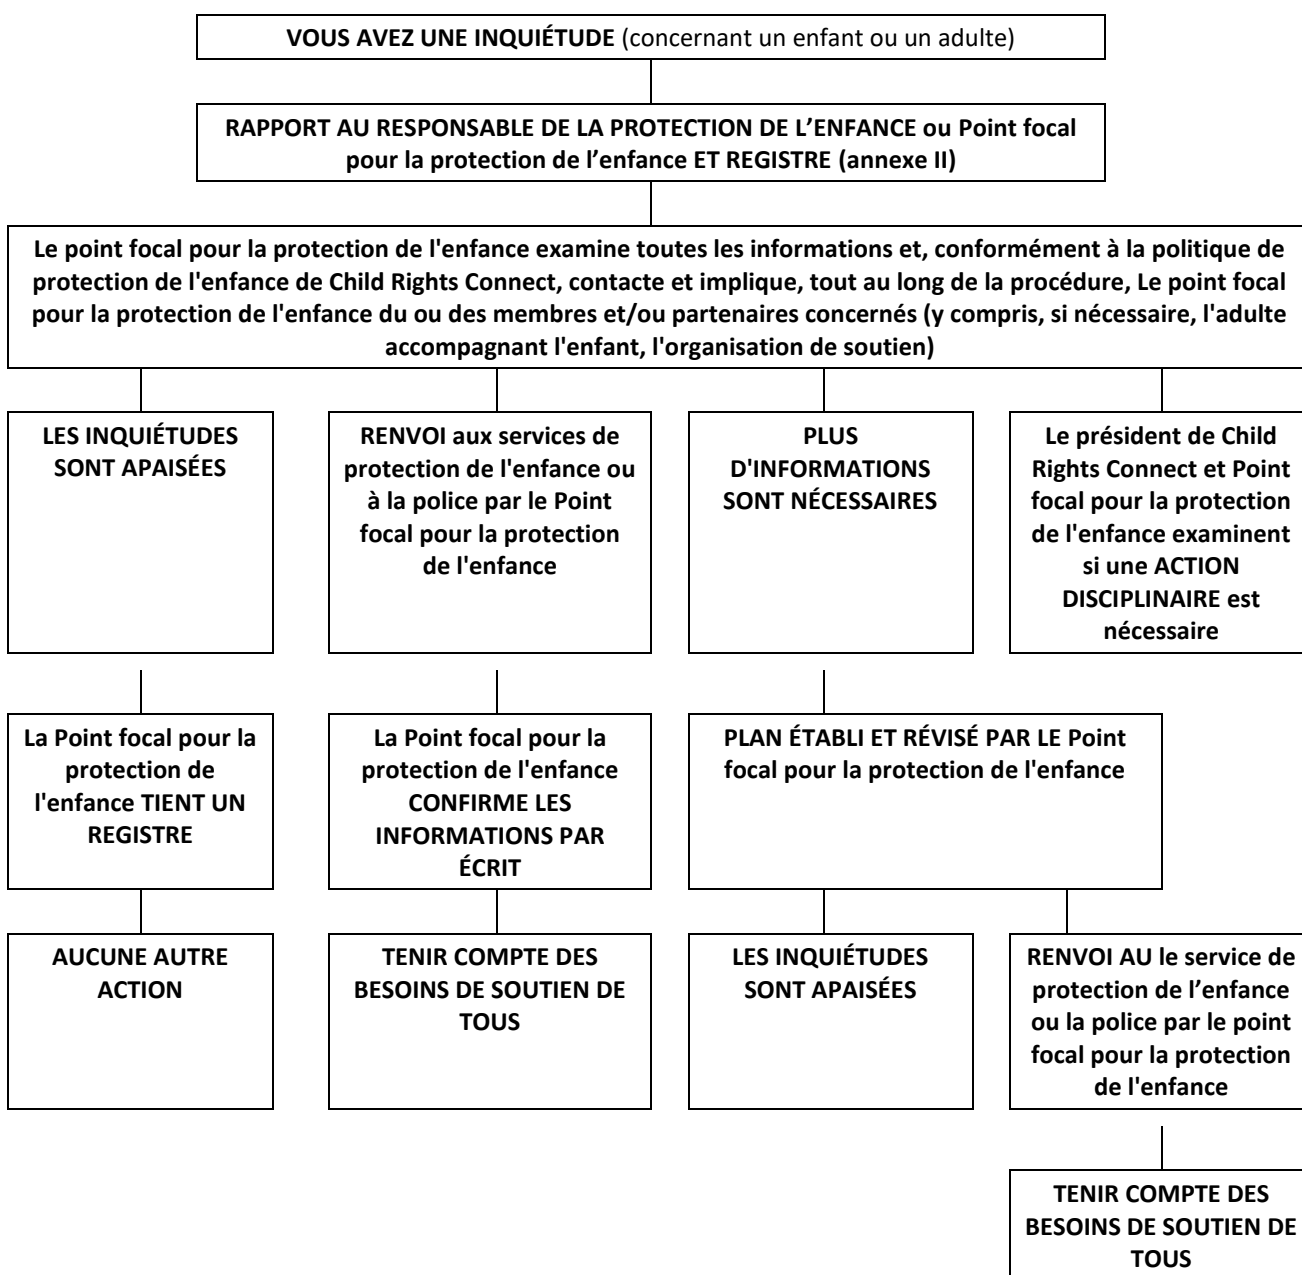 VOUS AVEZ UNE INQUIÉTUDE (concernant un enfant ou un adulte)
RAPPORT AU RESPONSABLE DE LA PROTECTION DE L’ENFANCE ou Point focal
pour la protection de l’enfance ET REGISTRE (annexe II)
Le point focal pour la protection de l'enfance examine toutes les informations et, conformément à la politique de
protection de l'enfance de Child Rights Connect, contacte et implique, tout au long de la procédure, Le point focal
pour la protection de l'enfance du ou des membres et/ou partenaires concernés (y compris, si nécessaire, l'adulte
accompagnant l'enfant, l'organisation de soutien)
LES INQUIÉTUDES
SONT APAISÉES
RENVOI aux services de
protection de l'enfance ou
à la police par le Point
focal pour la protection
de l'enfance
PLUS
D'INFORMATIONS
SONT NÉCESSAIRES
Le président de Child
Rights Connect et Point
focal pour la protection
de l'enfance examinent
si une ACTION
DISCIPLINAIRE est
nécessaire
La Point focal pour la
protection de
l'enfance TIENT UN
REGISTRE
La Point focal pour la
protection de l'enfance
CONFIRME LES
INFORMATIONS PAR
ÉCRIT
PLAN ÉTABLI ET RÉVISÉ PAR LE Point
focal pour la protection de l'enfance
AUCUNE AUTRE
ACTION
TENIR COMPTE DES
BESOINS DE SOUTIEN DE
TOUS
LES INQUIÉTUDES
SONT APAISÉES
RENVOI AU le service de
protection de l’enfance
ou la police par le point
focal pour la protection
de l'enfance
TENIR COMPTE DES
BESOINS DE SOUTIEN DE
TOUS